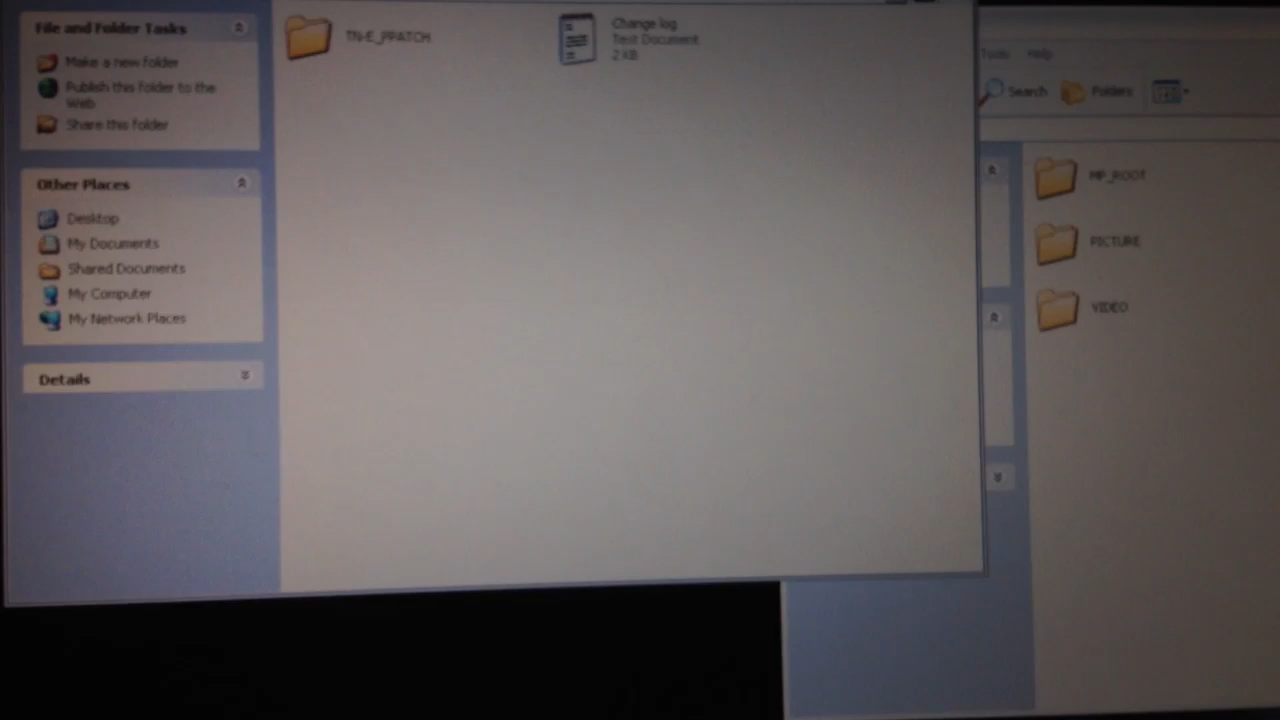 File and Folder Tasks
Make a new folder
Publish this folder to the
Web
Share this folder
Other Places
Desktop
My Documents
Shared Documents
My Computer
My Network Places
Details
TN-E_PPATCH
Change log
Text Document
2 KB
Tools Help
Search Folders
MP_ROOT
PICTURE
VIDEO